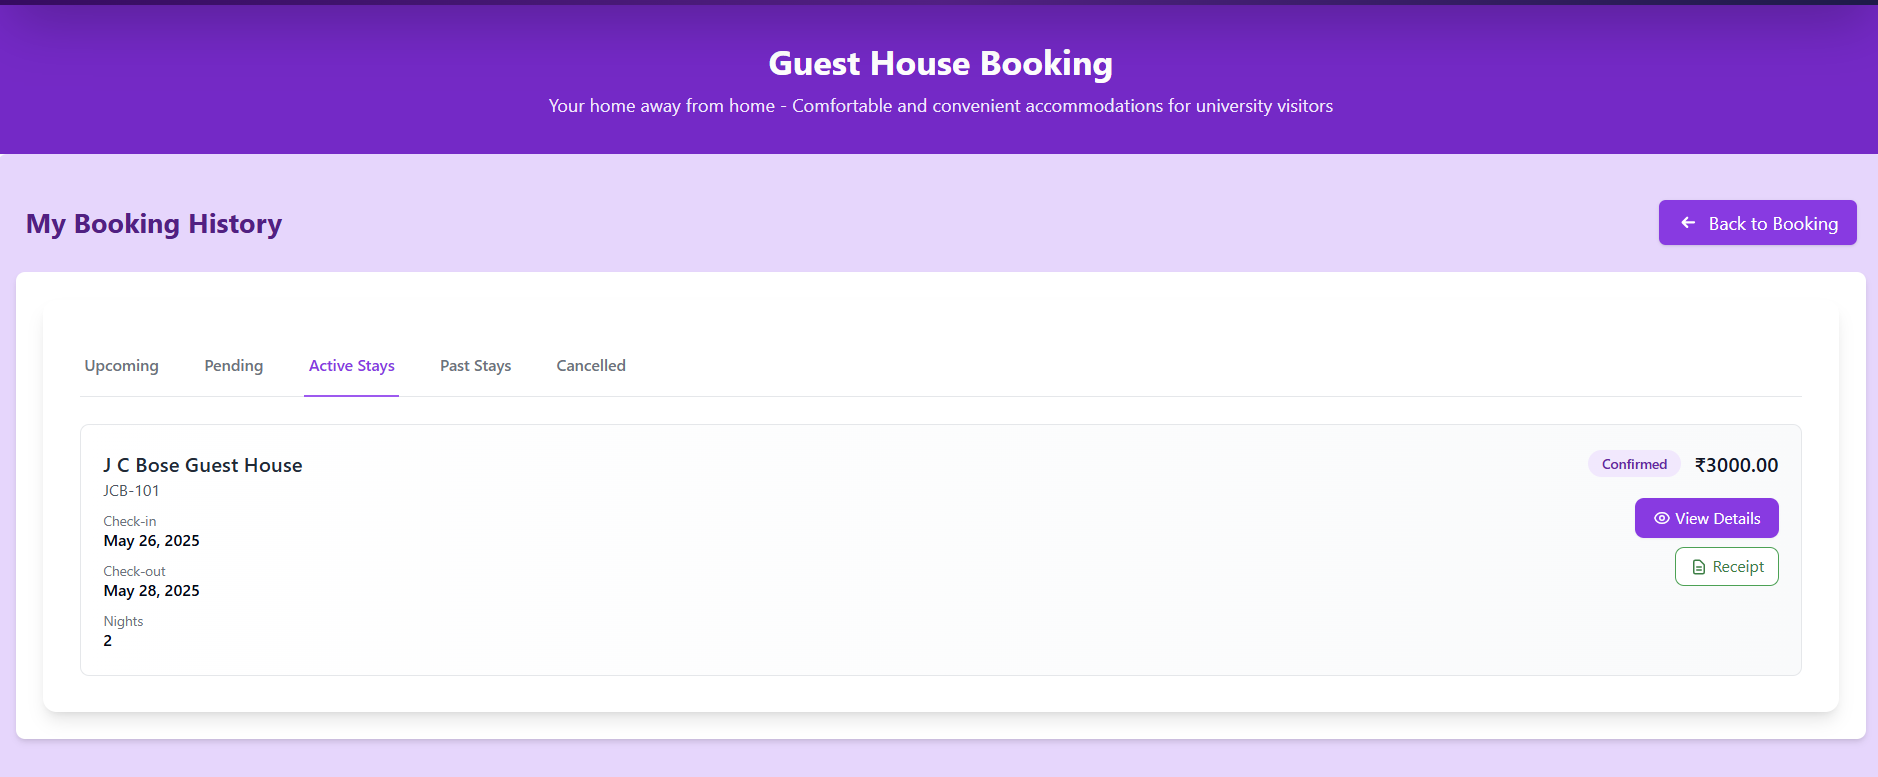 Guest House Booking
Your home away from home - Comfortable and convenient accommodations for university visitors
My Booking History
Back to Booking
Upcoming Pending Active Stays Past Stays Cancelled
J C Bose Guest House
Confirmed ₹3000.00
JCB-101
View Details
Check-in
May 26, 2025
Receipt
Check-out
May 28, 2025
Nights
2